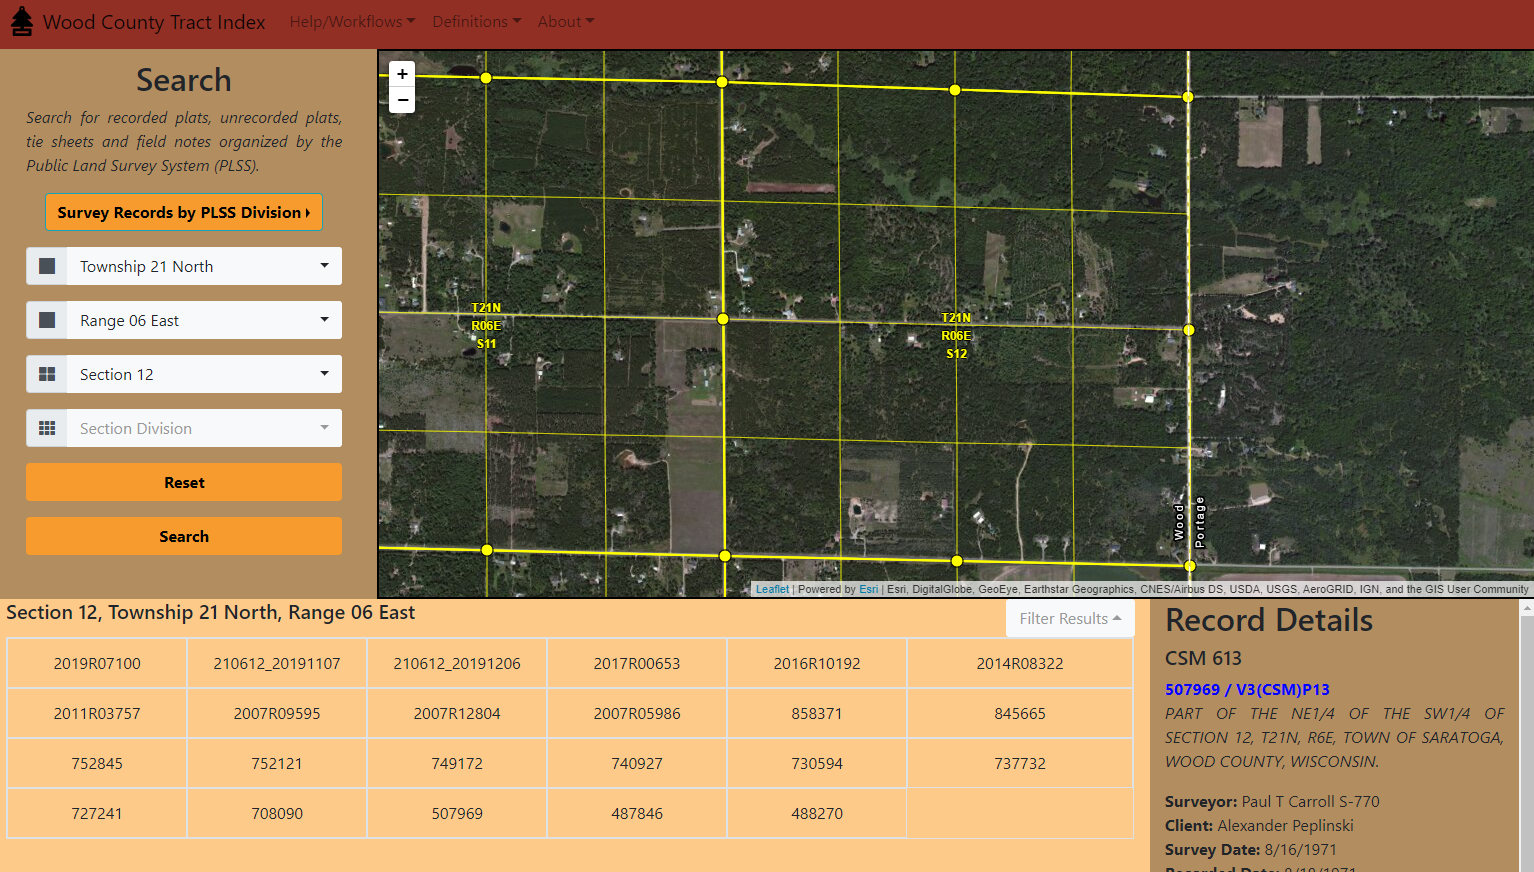 Wood County Tract Index
Help/Workflows
Definitions
About
Search
Search for recorded plats, unrecorded plats,
tie sheets and field notes organized by the
Public Land Survey System (PLSS).
Survey Records by PLSS Division
Township 21 North
Range 06 East
Section 12
Section Division
Reset
Search
+
−
T21N
R06E
S11
T21N
R06E
S12
Wood
Portage
Leaflet | Powered by Esri | Esri, DigitalGlobe, GeoEye, Earthstar Geographics, CNES/Airbus DS, USDA, USGS, AeroGRID, IGN, and the GIS User Community
Section 12, Township 21 North, Range 06 East
Filter Results
2019R07100 210612_20191107 210612_20191206 2017R00653 2016R10192 2014R08322
2011R03757 2007R09595 2007R12804 2007R05986 858371 845665
752845 752121 749172 740927 730594 737732
727241 708090 507969 487846 488270
Record Details
CSM 613
507969 / V3(CSM)P13
PART OF THE NE1/4 OF THE SW1/4 OF
SECTION 12, T21N, R6E, TOWN OF SARATOGA,
WOOD COUNTY, WISCONSIN.
Surveyor: Paul T Carroll S-770
Client: Alexander Peplinski
Survey Date: 8/16/1971
Recorded Date: 8/18/1971